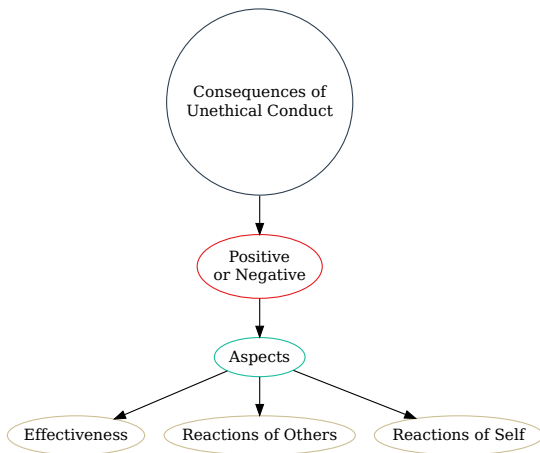 Consequences of
Unethical Conduct
Positive
or Negative
Aspects
Effectiveness
Reactions of Others
Reactions of Self